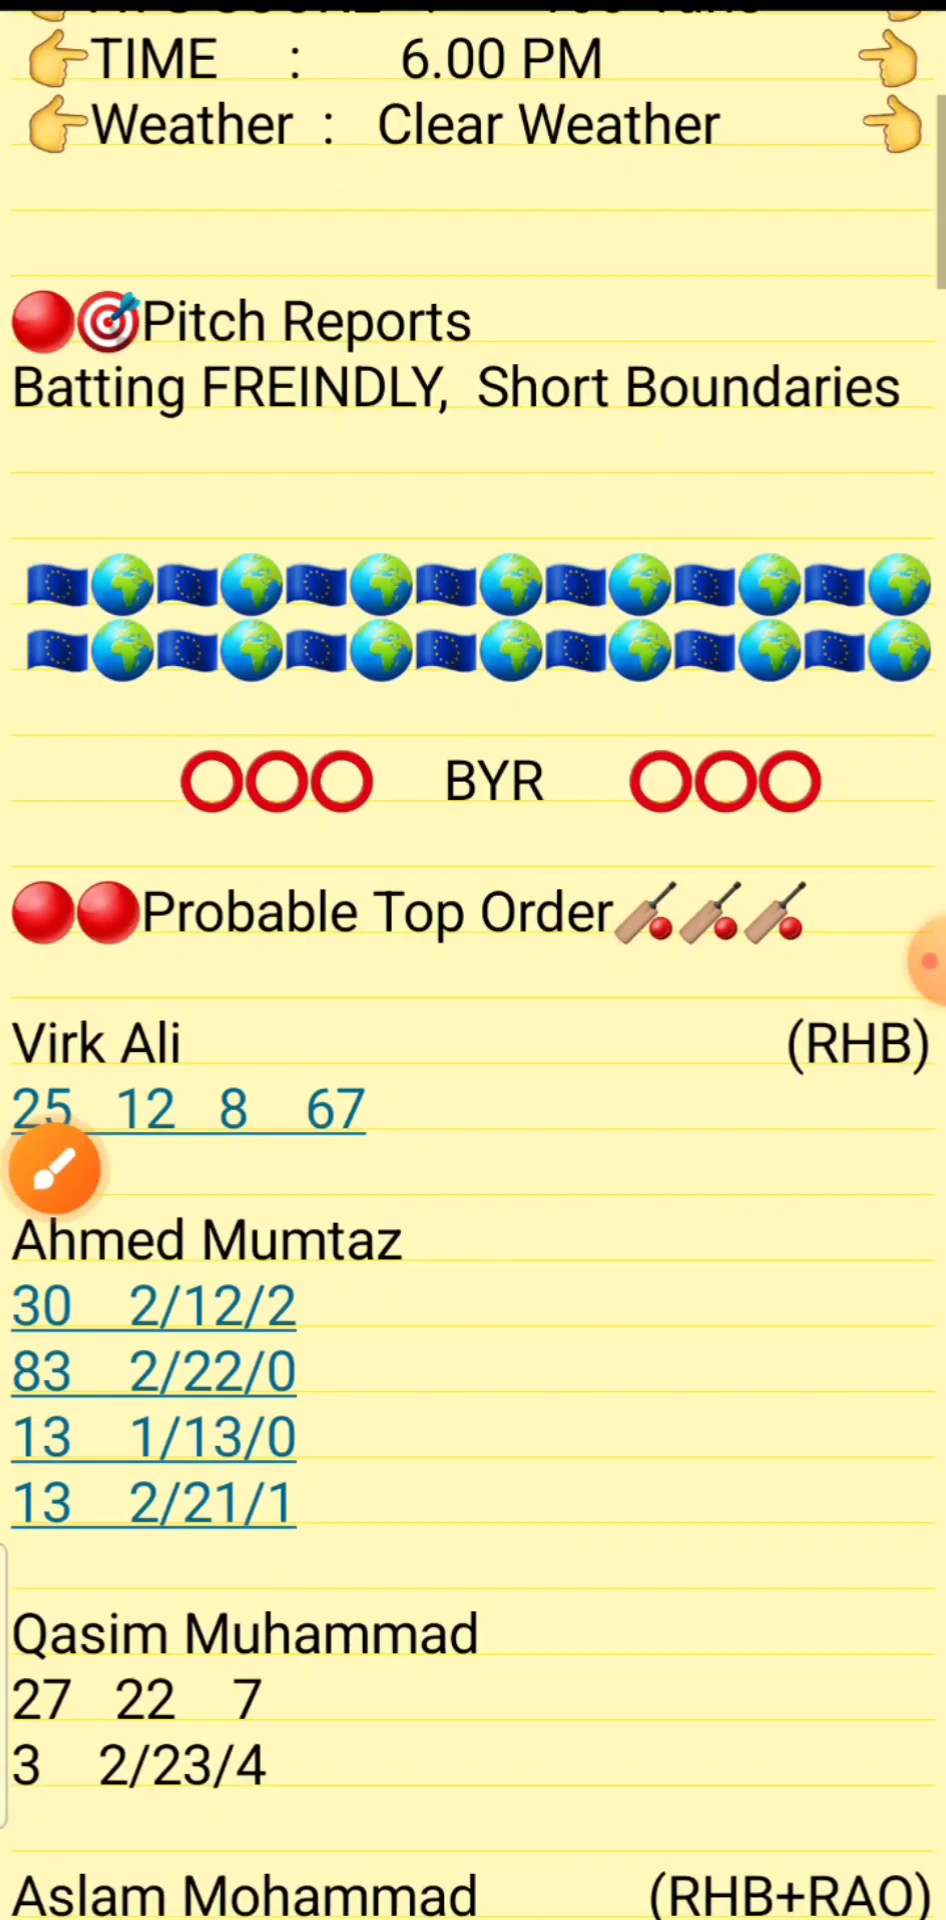 TIME : 6.00 PM
Weather : Clear Weather
Pitch Reports
Batting FREINDLY, Short Boundaries
BYR
Probable Top Order
Virk Ali (RHB)
25 12 8 67
Ahmed Mumtaz
30 2/12/2
83 2/22/0
13 1/13/0
13 2/21/1
Qasim Muhammad
27 22 7
3 2/23/4
Aslam Mohammad (RHB+RAO)